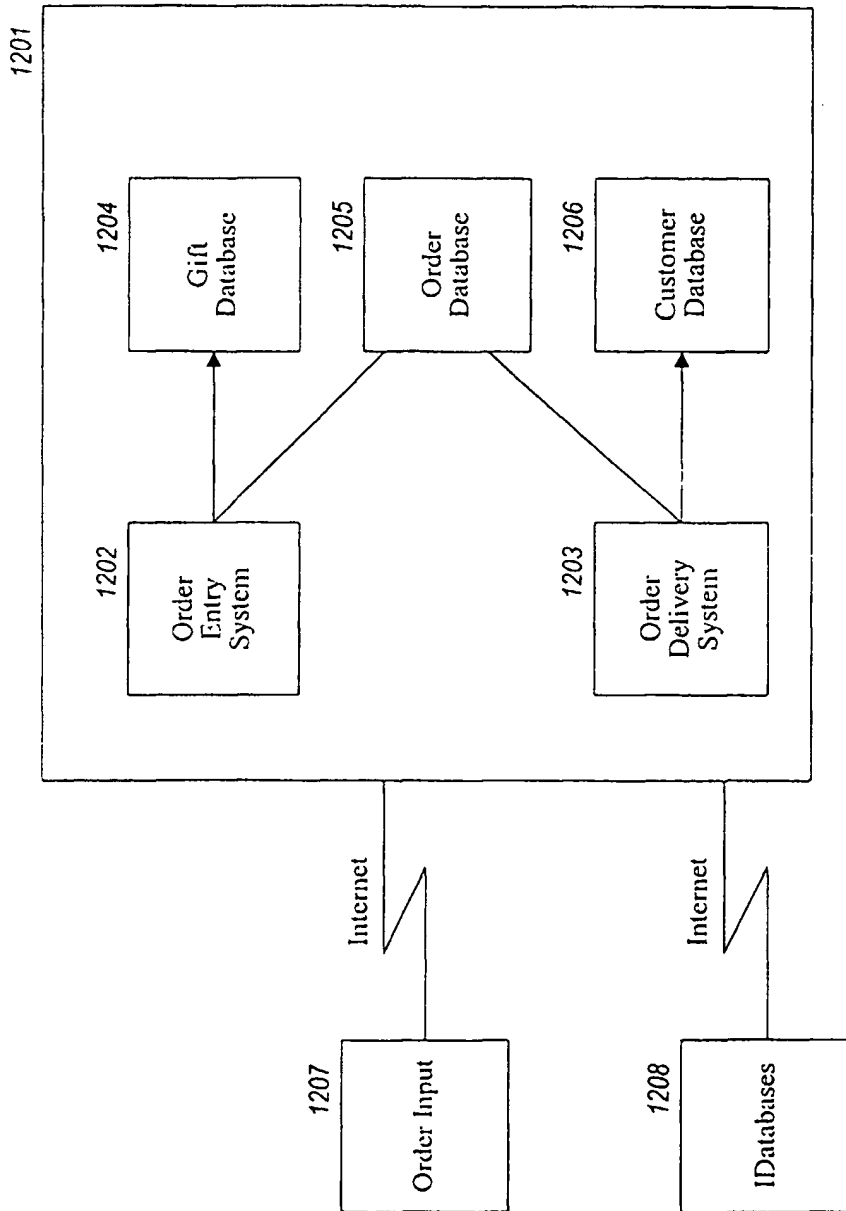 1201
1202
Order
Entry
System
1204
Gift
Database
1207
Order Input
Internet
1205
Order
Database
1203
Order
Delivery
System
1206
Customer
Database
1208
IDatabases
Internet